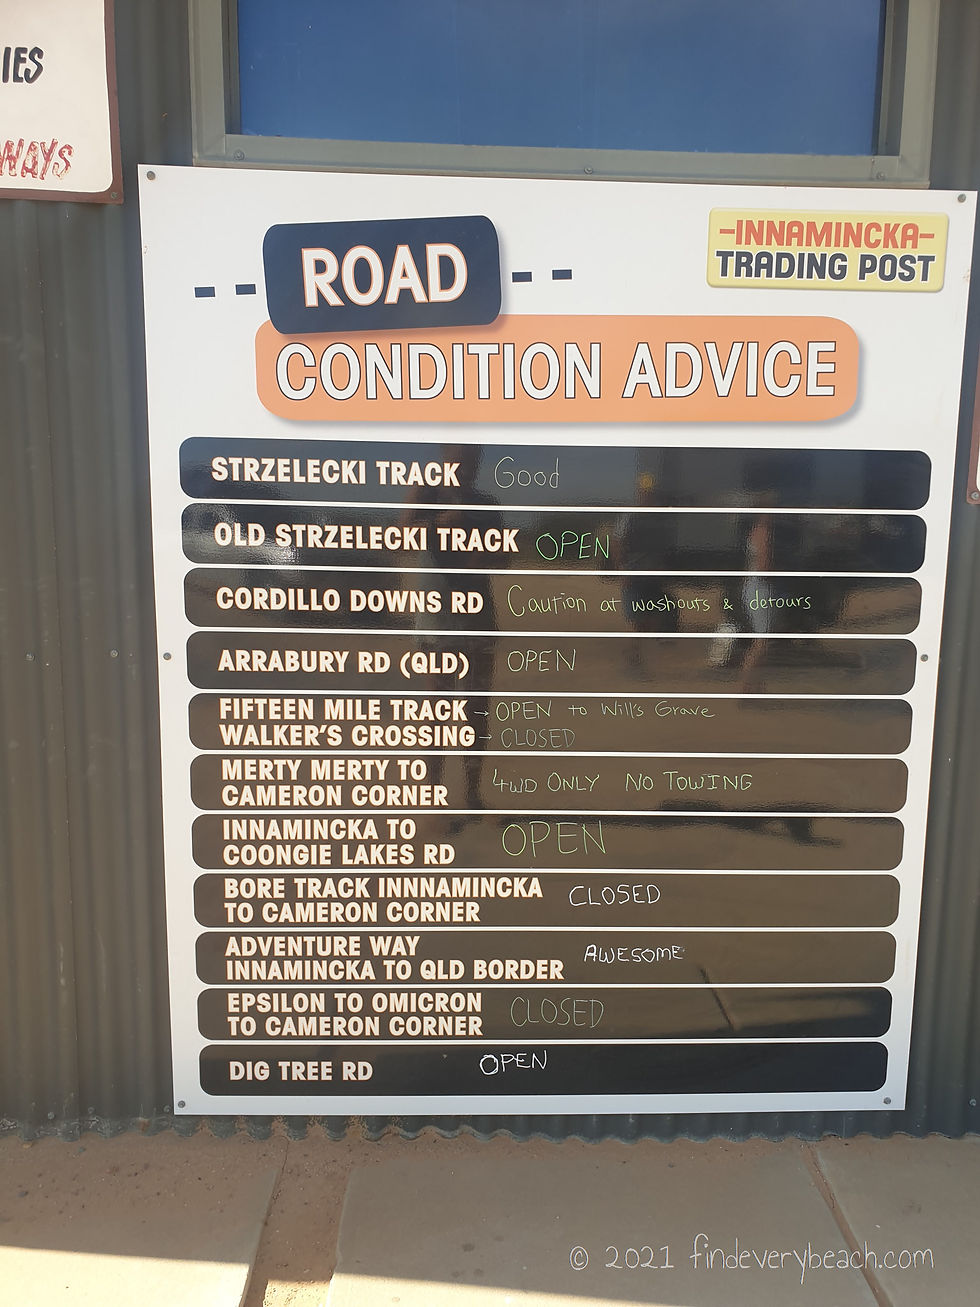 IES
WAYS
-INNAMINCKA-
TRADING POST
ROAD
CONDITION ADVICE
STRZELECKI TRACK Good
OLD STRZELECKI TRACK OPEN
CORDILLO DOWNS RD Caution at washouts & detours
ARRABURY RD (QLD) OPEN
FIFTEEN MILE TRACK → OPEN to Will's Grave
WALKER'S CROSSING → CLOSED
MERTY MERTY TO
CAMERON CORNER 4WD ONLY NO TOWING
INNAMINCKA TO
COONGIE LAKES RD OPEN
BORE TRACK INNNAMINCKA
TO CAMERON CORNER CLOSED
ADVENTURE WAY
INNAMINCKA TO QLD BORDER AWESOME
EPSILON TO OMICRON
TO CAMERON CORNER CLOSED
DIG TREE RD OPEN
© 2021 findeverybeach.com